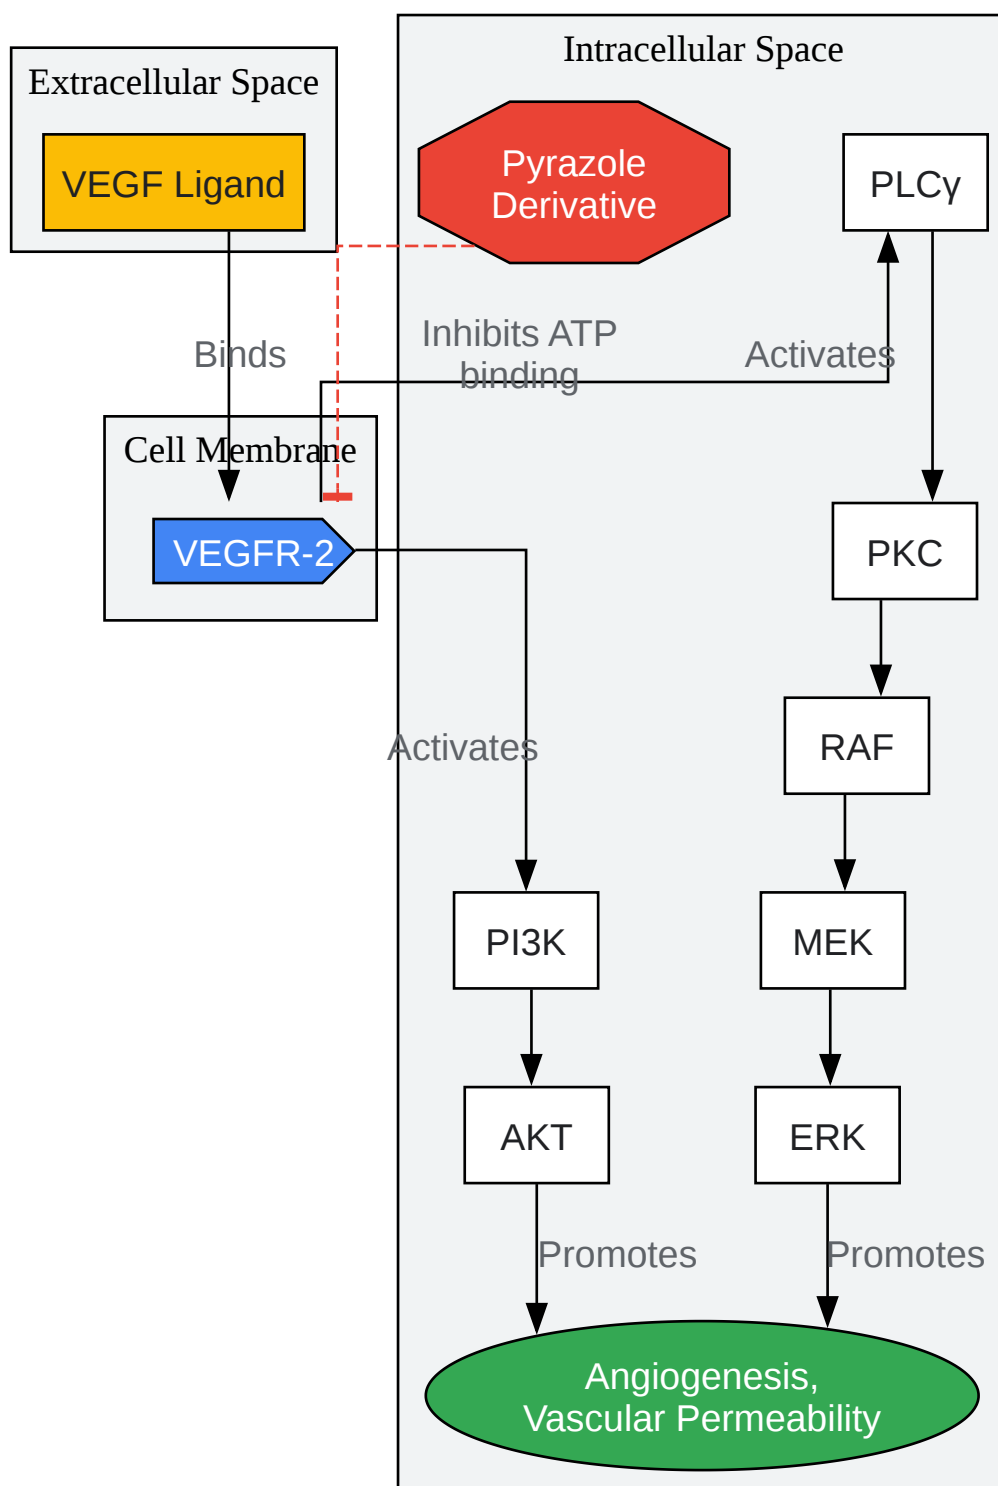 Intracellular Space
Extracellular Space
VEGF Ligand
Pyrazole
Derivative
PLCγ
Binds
Inhibits ATP
binding
Activates
Cell Membrane
VEGFR-2
PKC
Activates
RAF
PI3K
MEK
AKT
ERK
Promotes
Promotes
Angiogenesis,
Vascular Permeability